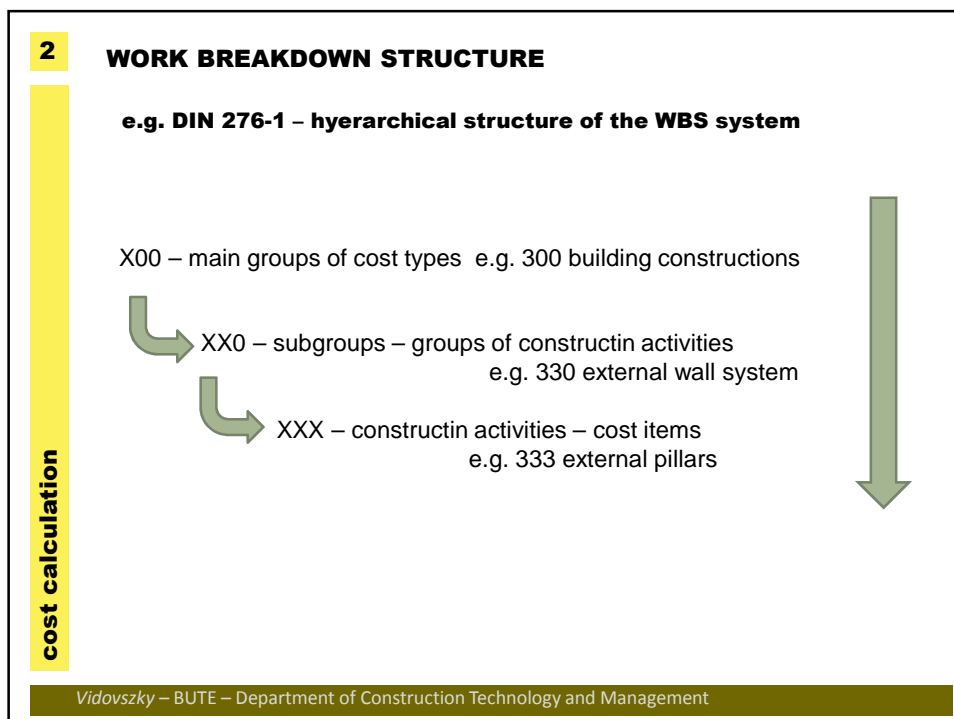 2
WORK BREAKDOWN STRUCTURE
e.g. DIN 276-1 – hyerarchical structure of the WBS system
X00 – main groups of cost types e.g. 300 building constructions
XX0 – subgroups – groups of constructin activities
e.g. 330 external wall system
XXX – constructin activities – cost items
e.g. 333 external pillars
cost calculation
Vidovszky – BUTE – Department of Construction Technology and Management